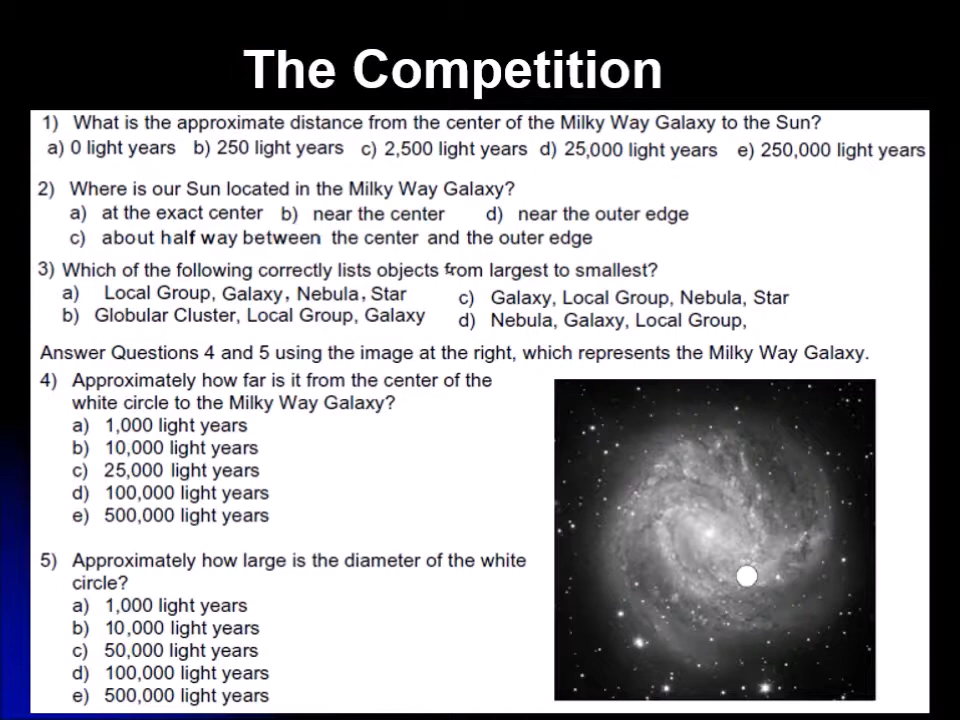 The Competition
1) What is the approximate distance from the center of the Milky Way Galaxy to the Sun?
a) 0 light years b) 250 light years c) 2,500 light years d) 25,000 light years e) 250,000 light years
2) Where is our Sun located in the Milky Way Galaxy?
a) at the exact center b) near the center d) near the outer edge
c) about half way between the center and the outer edge
3) Which of the following correctly lists objects from largest to smallest?
a) Local Group, Galaxy, Nebula, Star
c) Galaxy, Local Group, Nebula, Star
b) Globular Cluster, Local Group, Galaxy
d) Nebula, Galaxy, Local Group,
Answer Questions 4 and 5 using the image at the right, which represents the Milky Way Galaxy.
4) Approximately how far is it from the center of the
white circle to the Milky Way Galaxy?
a) 1,000 light years
b) 10,000 light years
c) 25,000 light years
d) 100,000 light years
e) 500,000 light years
5) Approximately how large is the diameter of the white
circle?
a) 1,000 light years
b) 10,000 light years
c) 50,000 light years
d) 100,000 light years
e) 500,000 light years